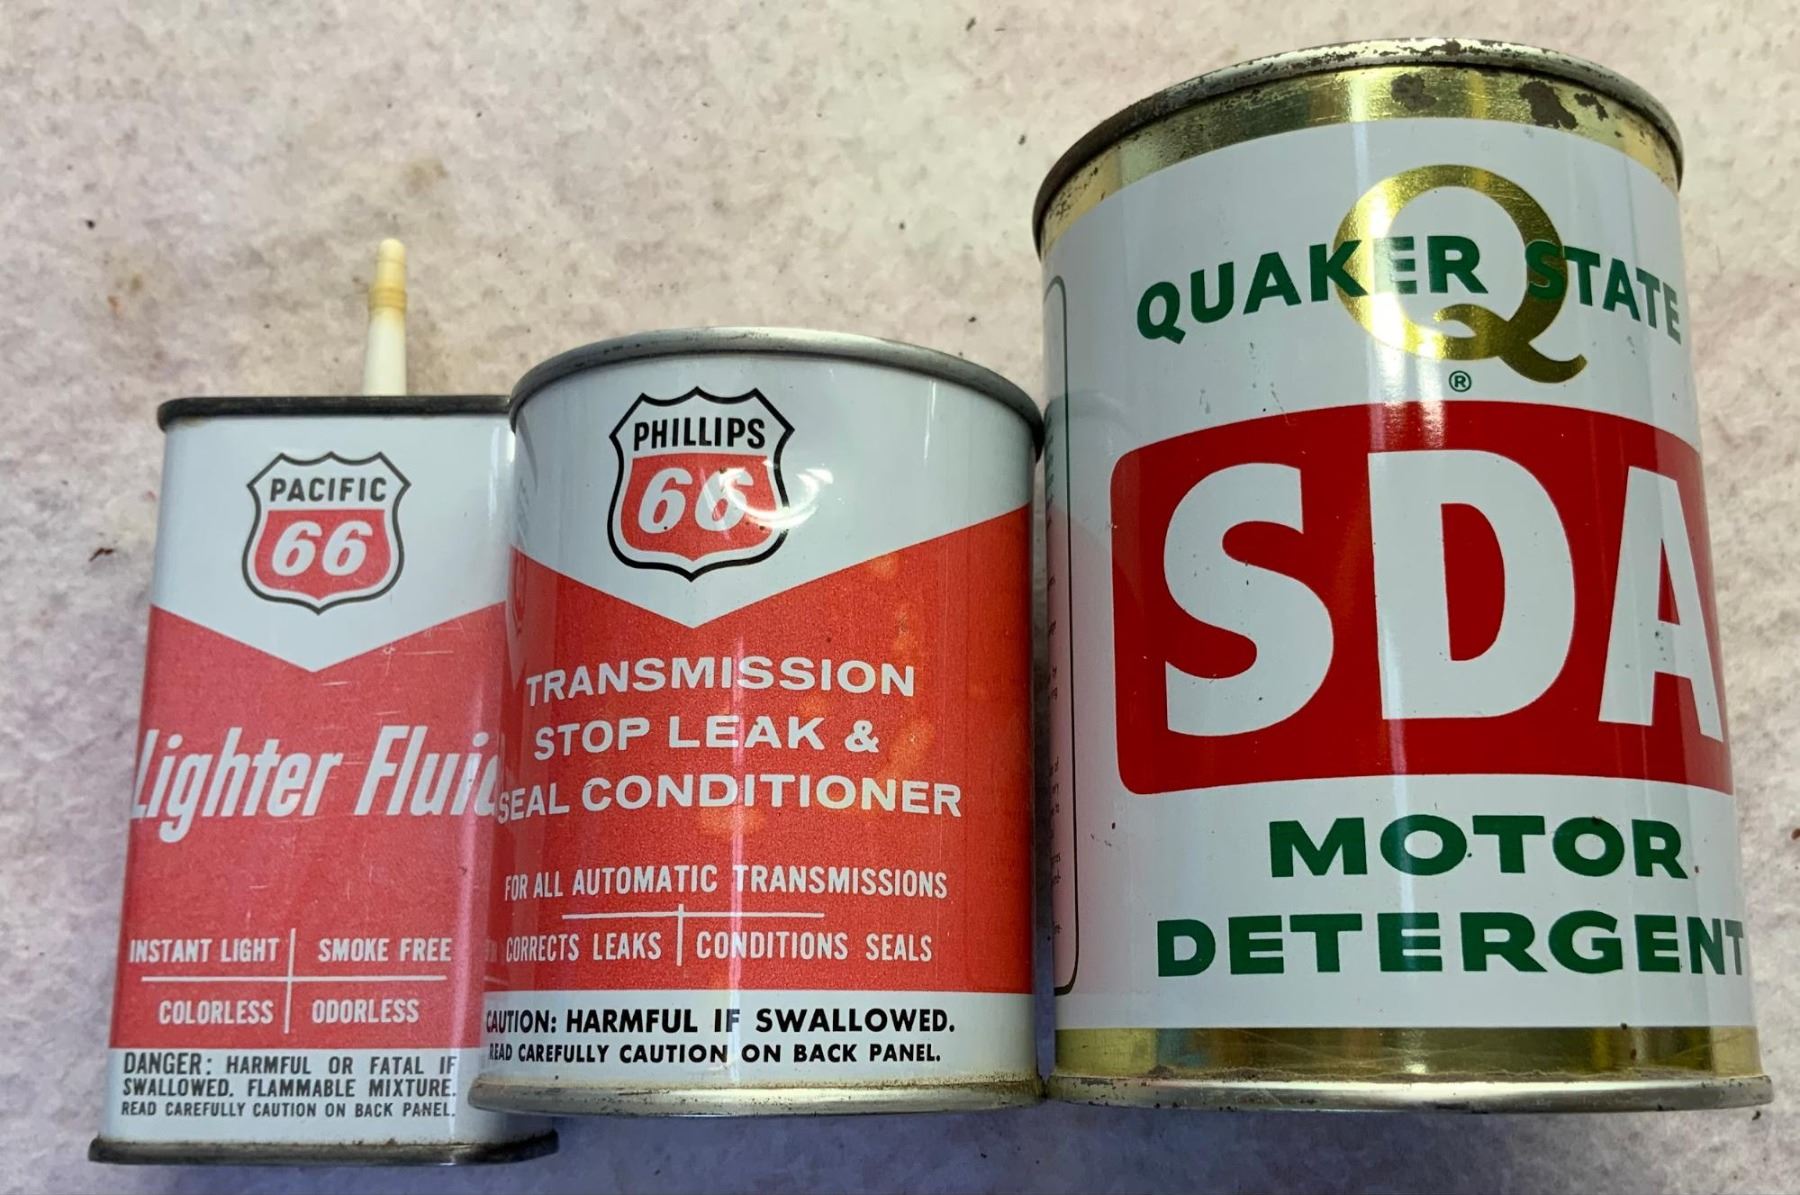 PACIFIC
66
Lighter Fluid
INSTANT LIGHT
SMOKE FREE
COLORLESS
ODORLESS
DANGER: HARMFUL OR FATAL IF
SWALLOWED. FLAMMABLE MIXTURE.
READ CAREFULLY CAUTION ON BACK PANEL.
PHILLIPS
66
TRANSMISSION
STOP LEAK &
SEAL CONDITIONER
FOR ALL AUTOMATIC TRANSMISSIONS
CORRECTS LEAKS
CONDITIONS SEALS
CAUTION: HARMFUL IF SWALLOWED.
READ CAREFULLY CAUTION ON BACK PANEL.
Q
QUAKER STATE
®
SDA
MOTOR
DETERGENT